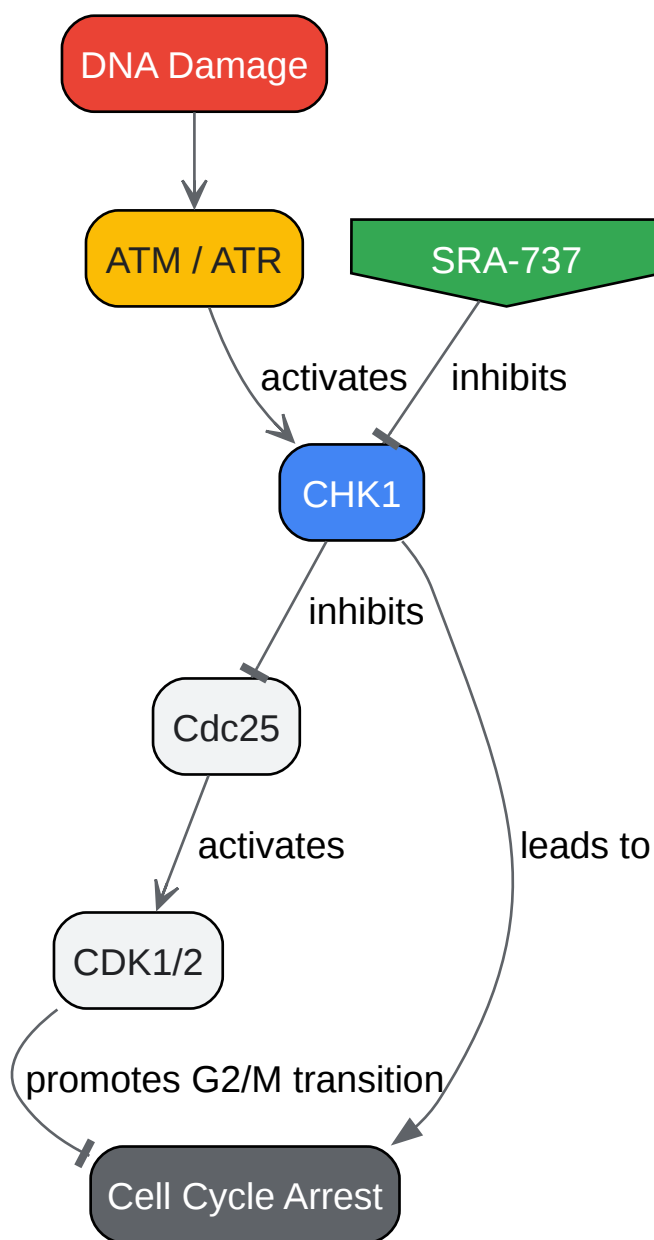 DNA Damage
ATM / ATR
SRA-737
activates
inhibits
CHK1
inhibits
Cdc25
activates
leads to
CDK1/2
promotes G2/M transition
Cell Cycle Arrest